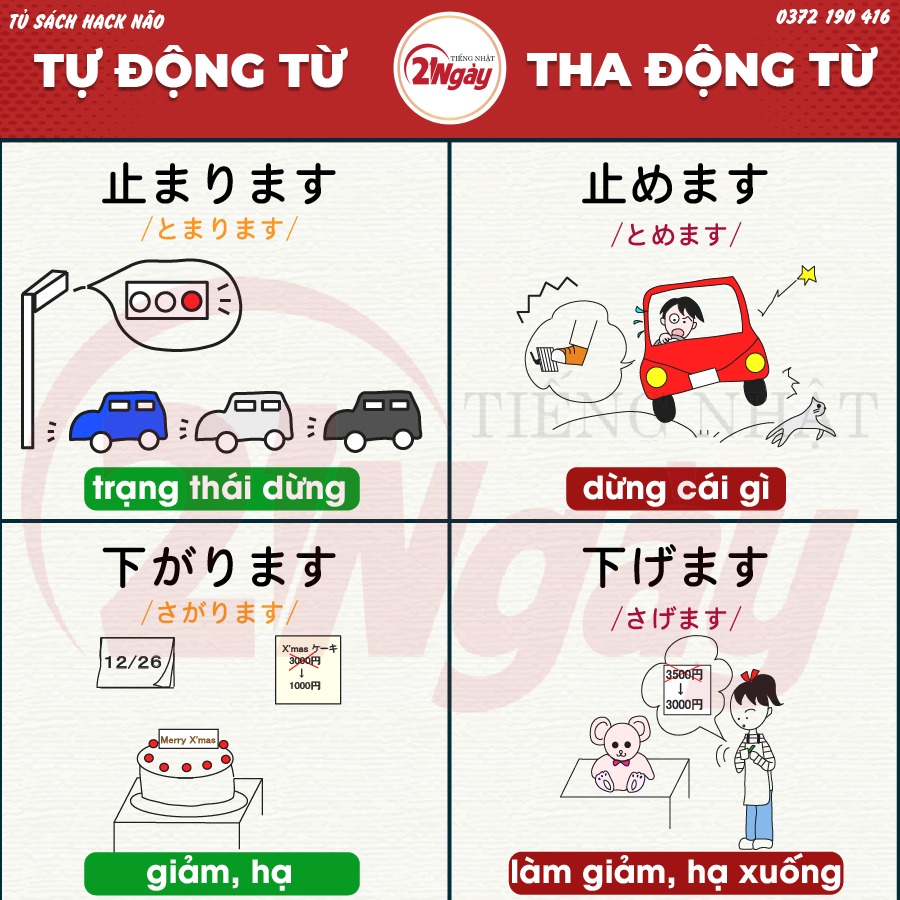 TỦ SÁCH HACK NÃO
0372 190 416
TỰ ĐỘNG TỪ
TIẾNG NHẬT
21Ngày
THA ĐỘNG TỪ
止まります
/とまります/
trạng thái dừng
止めます
/とめます/
dừng cái gì
下がります
/さがります/
12/26
X'mas ケーキ
3000円
↓
1000円
Merry X'mas
giảm, hạ
下げます
/さげます/
3500円
↓
3000円
làm giảm, hạ xuống
TIẾNG NHẬT
21Ngày